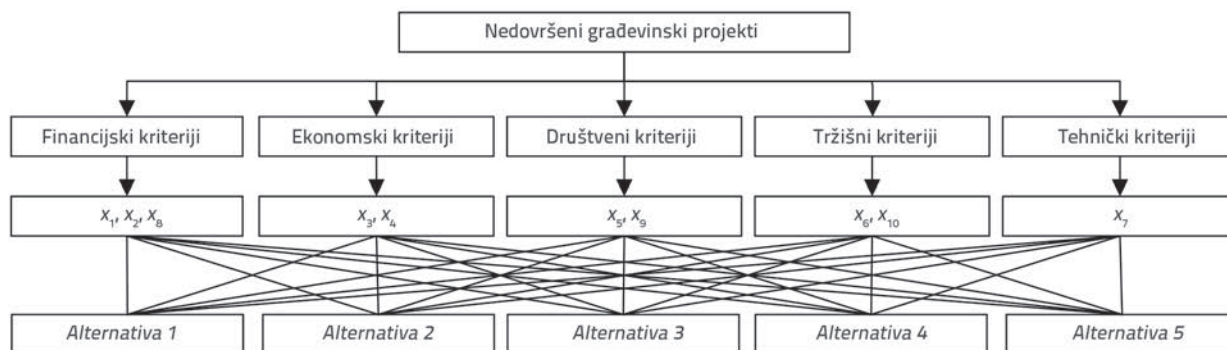 Nedovršeni građevinski projekti
Financijski kriteriji
Ekonomski kriteriji
Društveni kriteriji
Tržišni kriteriji
Tehnički kriteriji
x₁, x₂, x₈
x₃, x₄
x₅, x₉
x₆, x₁₀
x₇
Alternativa 1
Alternativa 2
Alternativa 3
Alternativa 4
Alternativa 5